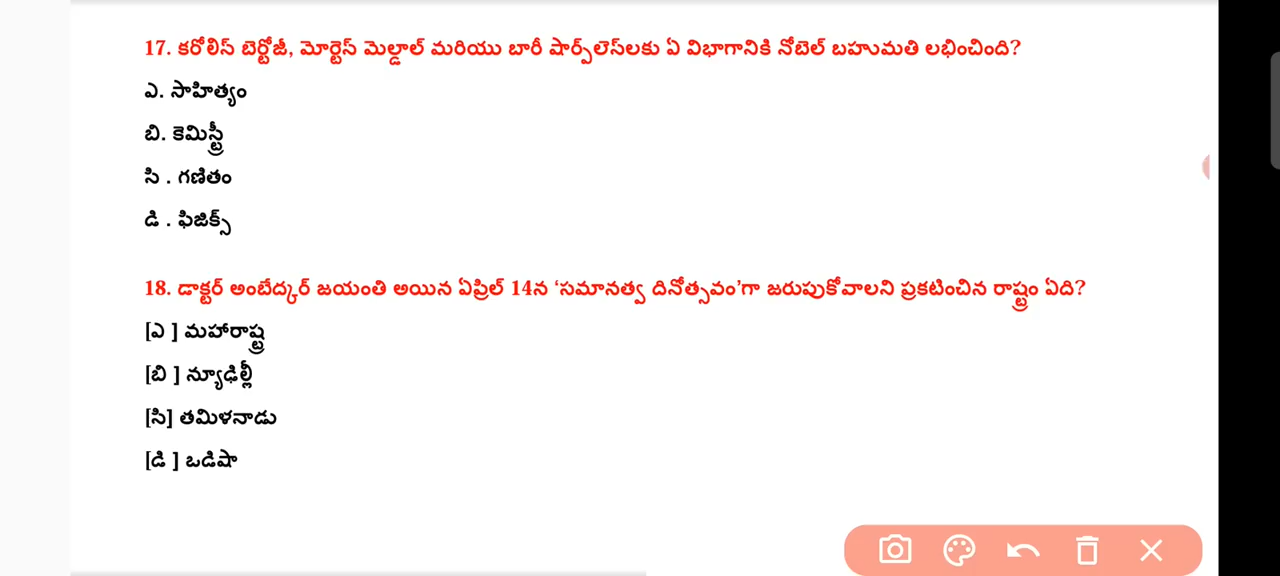 17. కరోలిస్ బెర్టోజీ, మోర్టెస్ మెల్డాల్ మరియు బారీ షార్ప్‌లెస్‌లకు ఏ విభాగానికి నోబెల్ బహుమతి లభించింది?
ఎ. సాహిత్యం
బి. కెమిస్ట్రీ
సి . గణితం
డి . ఫిజిక్స్
18. డాక్టర్ అంబేద్కర్ జయంతి అయిన ఏప్రిల్ 14న ‘సమానత్వ దినోత్సవం’గా జరుపుకోవాలని ప్రకటించిన రాష్ట్రం ఏది?
[ఎ ] మహారాష్ట్ర
[బి ] న్యూఢిల్లీ
[సి] తమిళనాడు
[డి ] ఒడిషా